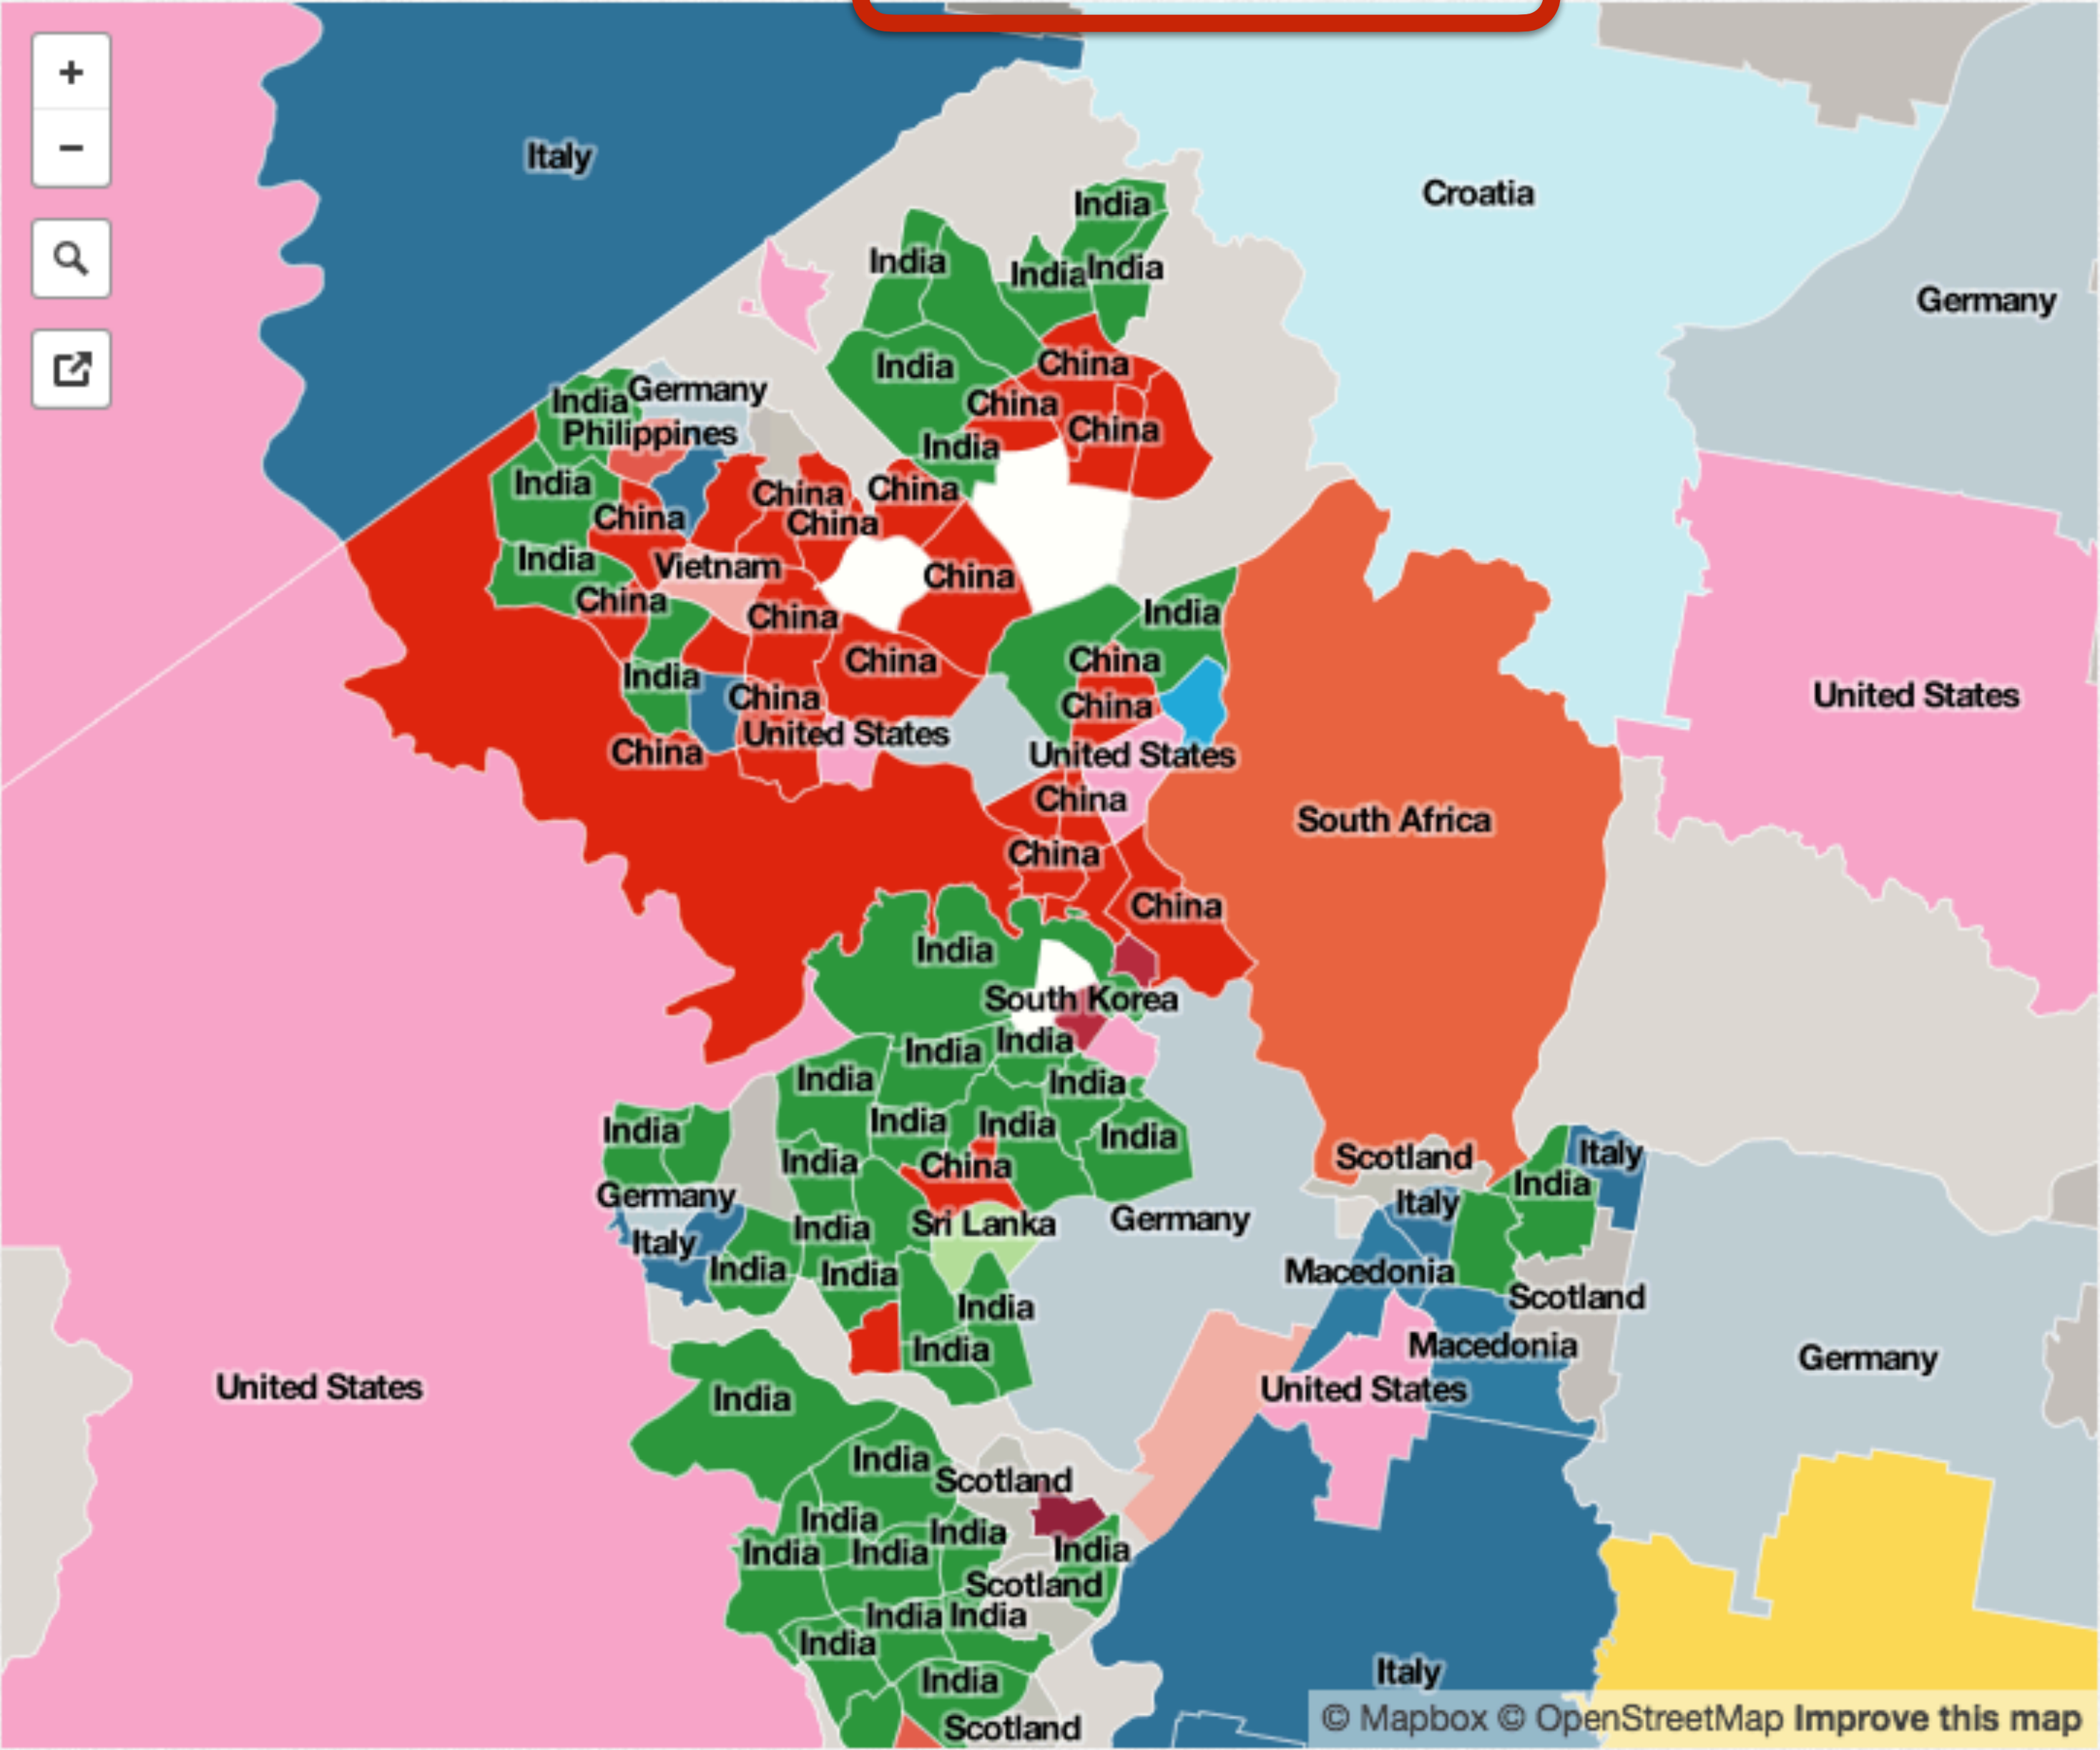 +
−
Italy
Croatia
India
India
India
India
Germany
India
China
Germany
India
China
Philippines
China
India
India
China
China
China
China
India
Vietnam
China
China
China
India
China
China
India
United States
China
China
United States
China
United States
China
China
South Africa
China
China
India
South Korea
India
India
India
India
India
India
India
India
China
India
Scotland
Italy
India
Germany
Italy
India
Sri Lanka
Germany
Italy
India
India
Macedonia
Scotland
India
India
Macedonia
Germany
United States
United States
India
India
Scotland
India
India
India
India
India
Scotland
India
India
India
Italy
India
Scotland
© Mapbox © OpenStreetMap Improve this map